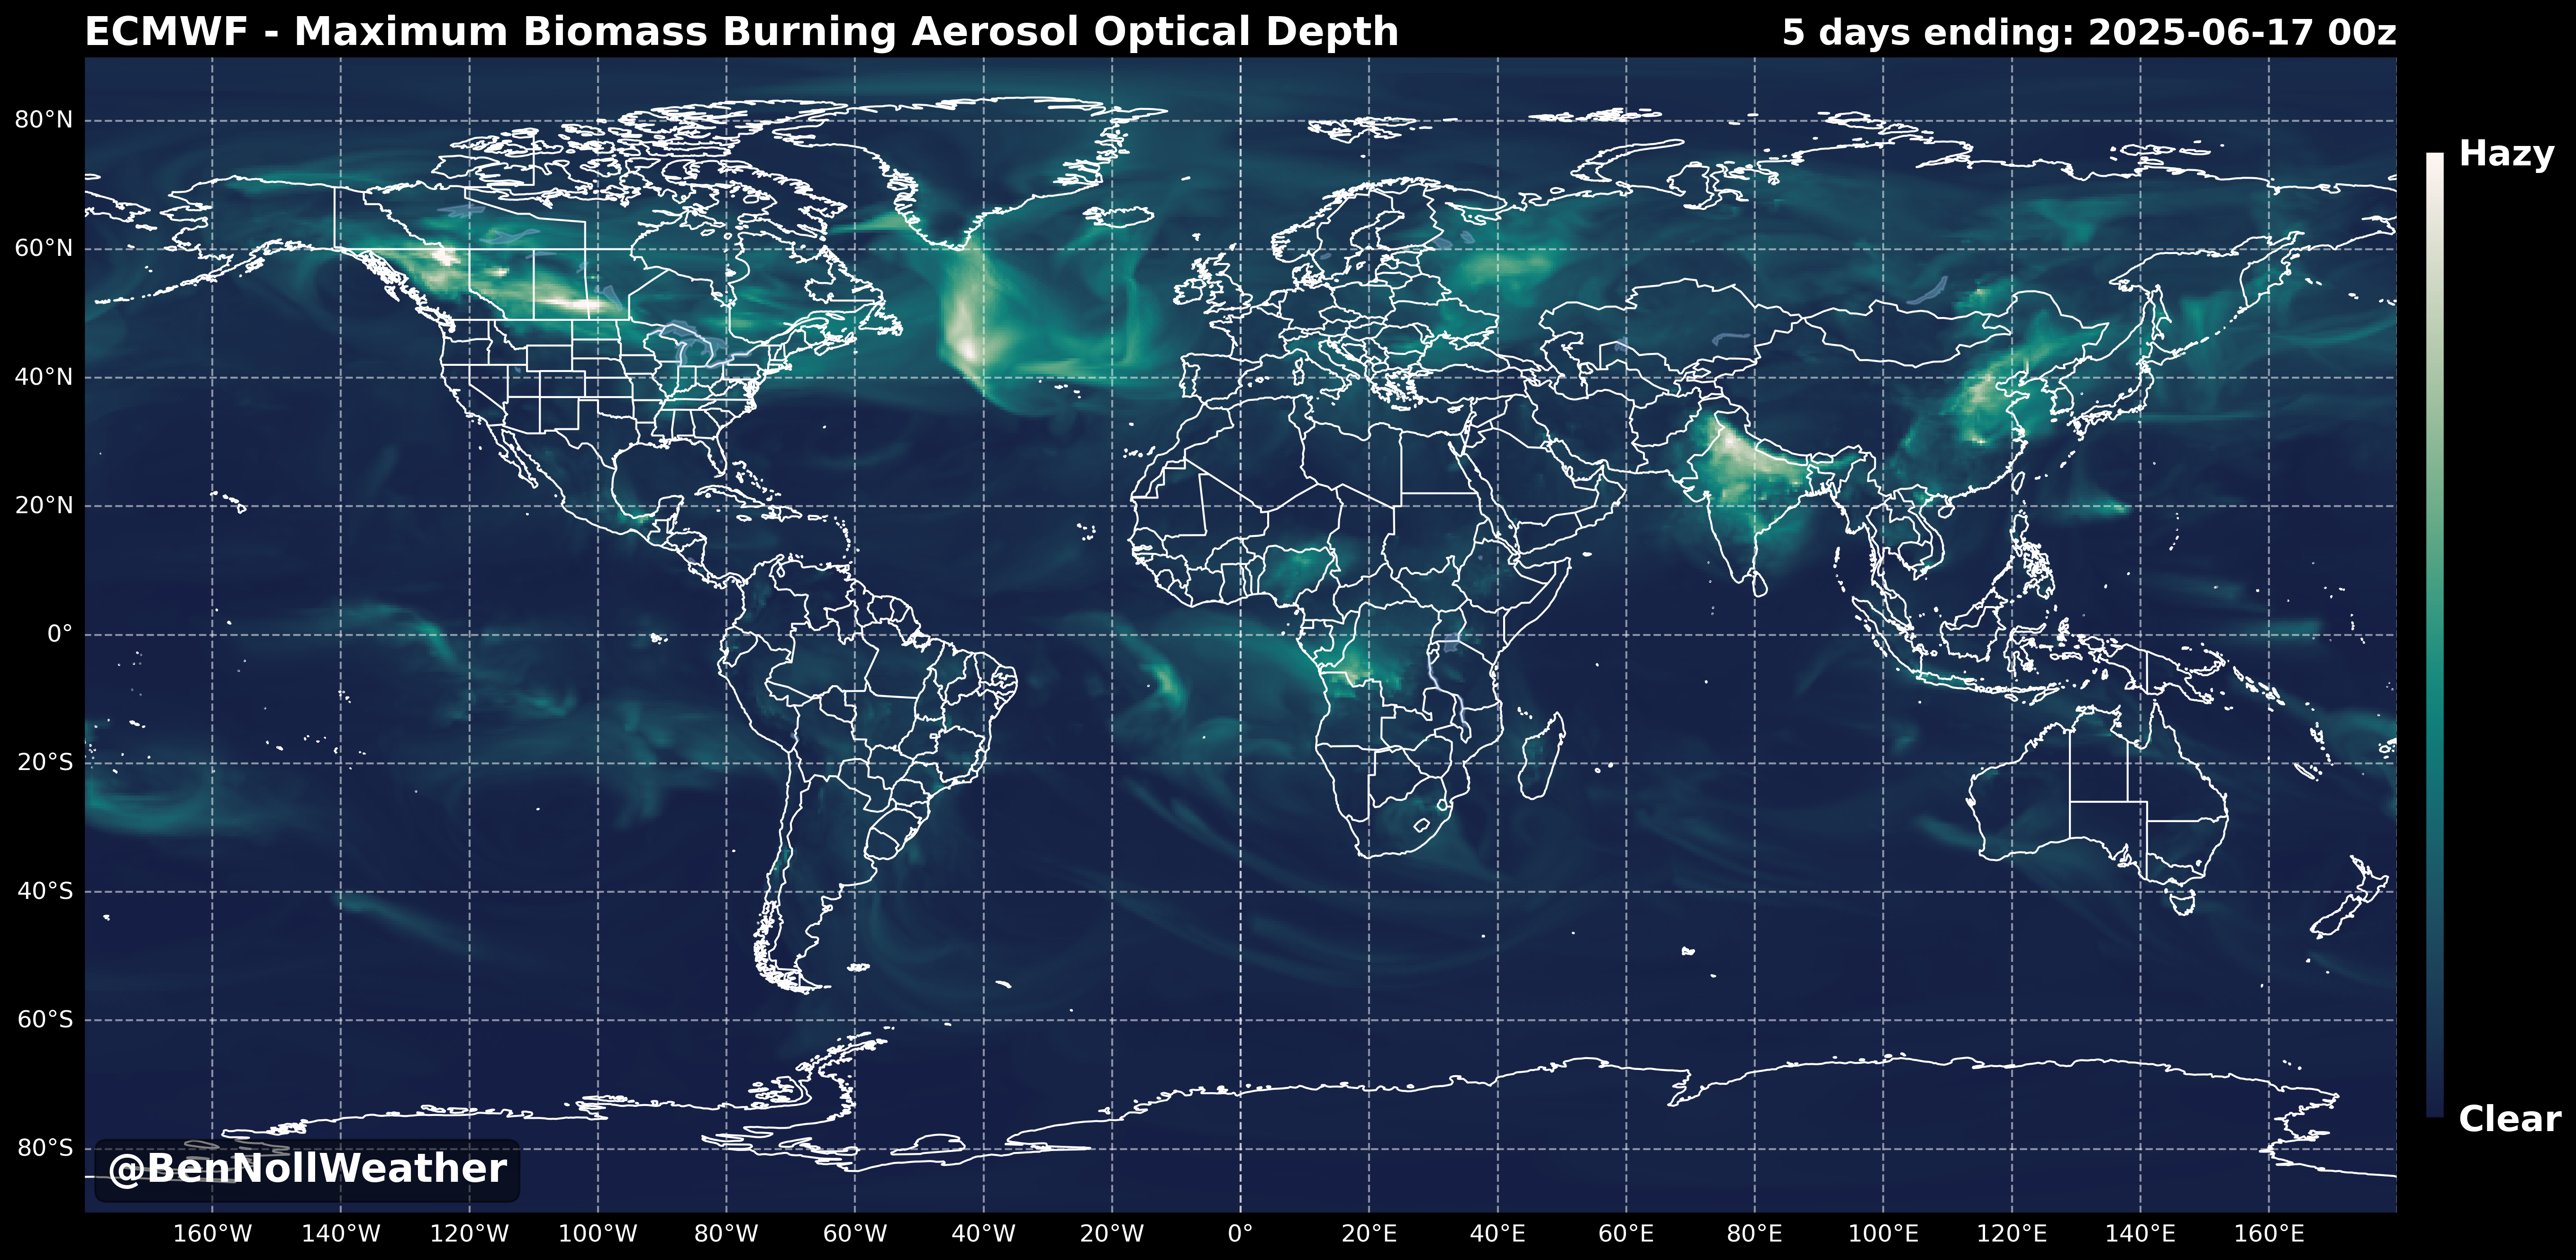 ECMWF - Maximum Biomass Burning Aerosol Optical Depth
5 days ending: 2025-06-17 00z
Hazy
80°N
60°N
40°N
20°N
0°
20°S
40°S
60°S
80°S
Clear
@BenNollWeather
160°W 140°W 120°W 100°W 80°W 60°W 40°W 20°W 0° 20°E 40°E 60°E 80°E 100°E 120°E 140°E 160°E